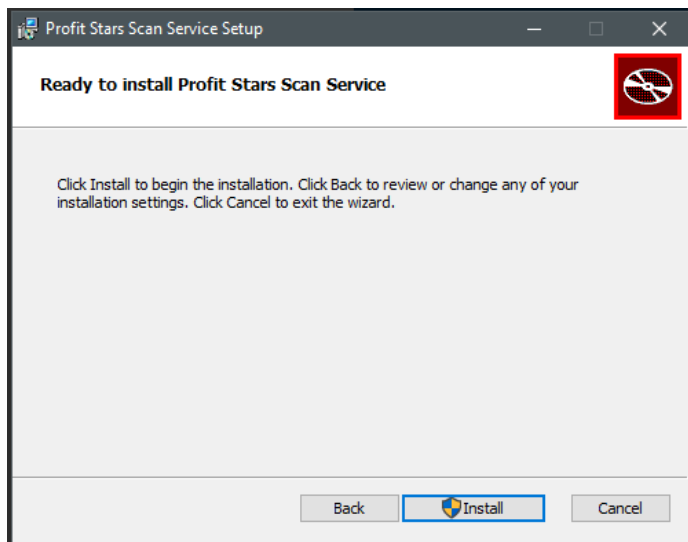 Profit Stars Scan Service Setup
Ready to install Profit Stars Scan Service
Click Install to begin the installation. Click Back to review or change any of your
installation settings. Click Cancel to exit the wizard.
Back
Install
Cancel